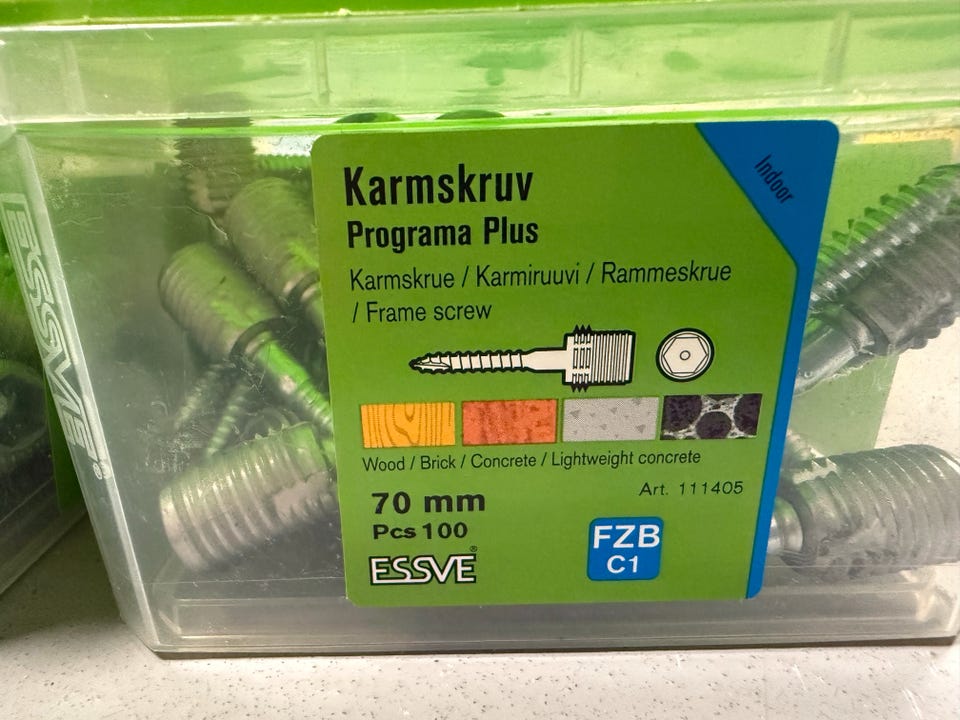 Karmskruv
Programa Plus
Karmskrue / Karmiruuvi / Rammeskrue
/ Frame screw
Indoor
Wood / Brick / Concrete / Lightweight concrete
Art. 111405
70 mm
Pcs 100
ESSVE®
FZB
C1
ESSVE®